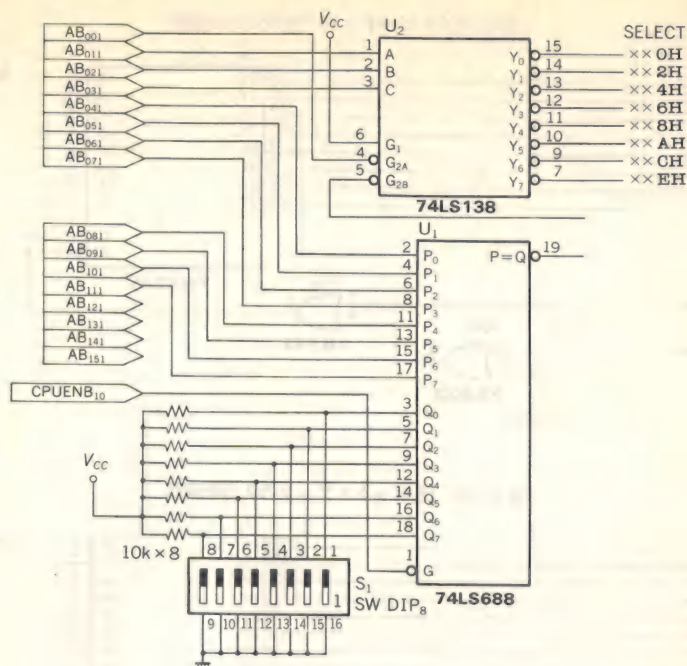 AB001
AB011
AB021
AB031
AB041
AB051
AB061
AB071
AB081
AB091
AB101
AB111
AB121
AB131
AB141
AB151
CPUENB10
VCC
U2
1 A
2 B
3 C
6 G1
4 G2A
5 G2B
Y0 15
Y1 14
Y2 13
Y3 12
Y4 11
Y5 10
Y6 9
Y7 7
74LS138
SELECT
××0H
××2H
××4H
××6H
××8H
××AH
××CH
××EH
U1
2 P0
4 P1
6 P2
8 P3
11 P4
13 P5
15 P6
17 P7
P=Q 19
3 Q0
5 Q1
7 Q2
9 Q3
12 Q4
14 Q5
16 Q6
18 Q7
1 G
74LS688
VCC
10k×8
8 7 6 5 4 3 2 1
1
S1
SW DIP8
9 10 11 12 13 14 15 16